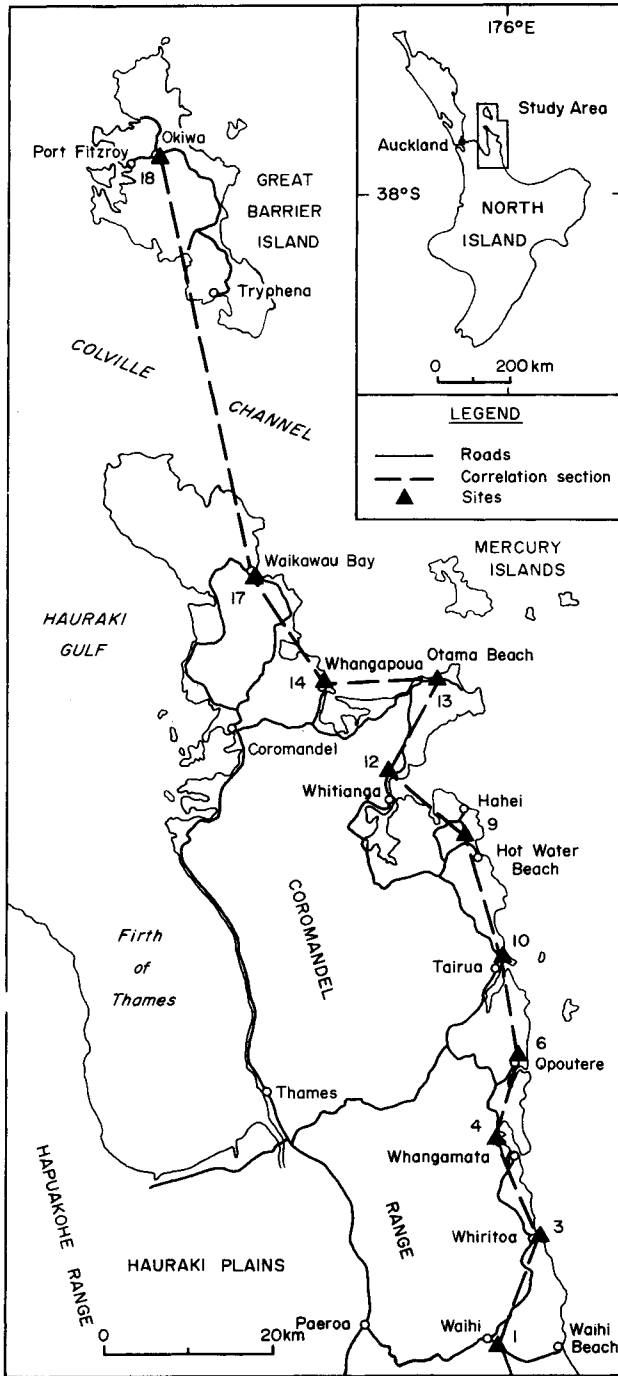 176°E
Study Area
Auckland
38°S
NORTH
ISLAND
0 200 km
LEGEND
Roads
Correlation section
Sites
Okiwa
Port Fitzroy
18
GREAT
BARRIER
ISLAND
Tryphena
COLVILLE
CHANNEL
MERCURY
ISLANDS
Waikawau Bay
17
HAURAKI
GULF
Whangapoua
Otama Beach
14
13
Coromandel
12
Whitianga
Hahei
9
Hot Water
Beach
COROMANDEL
10
Tairua
Firth
of
Thames
6
Opoutere
Thames
4
Whangamata
RANGE
3
Whiritoa
HAPUAKOHE RANGE
HAURAKI PLAINS
Paeroa
Waihi
1
Waihi
Beach
0 20km